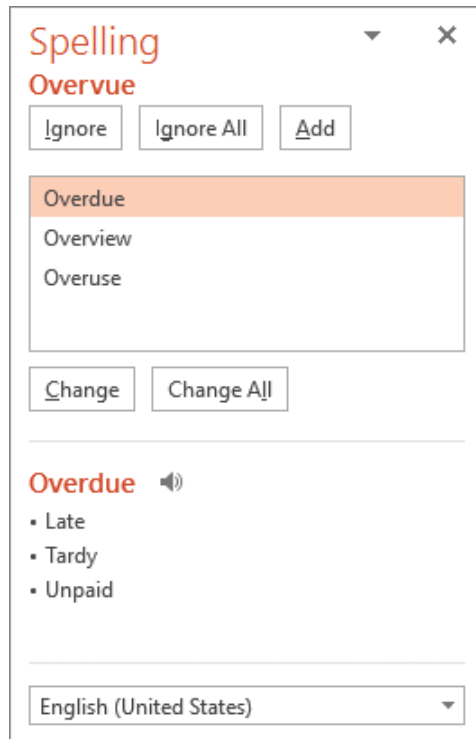 Spelling
Overvue
Ignore Ignore All Add
Overdue
Overview
Overuse
Change Change All
Overdue
• Late
• Tardy
• Unpaid
English (United States)